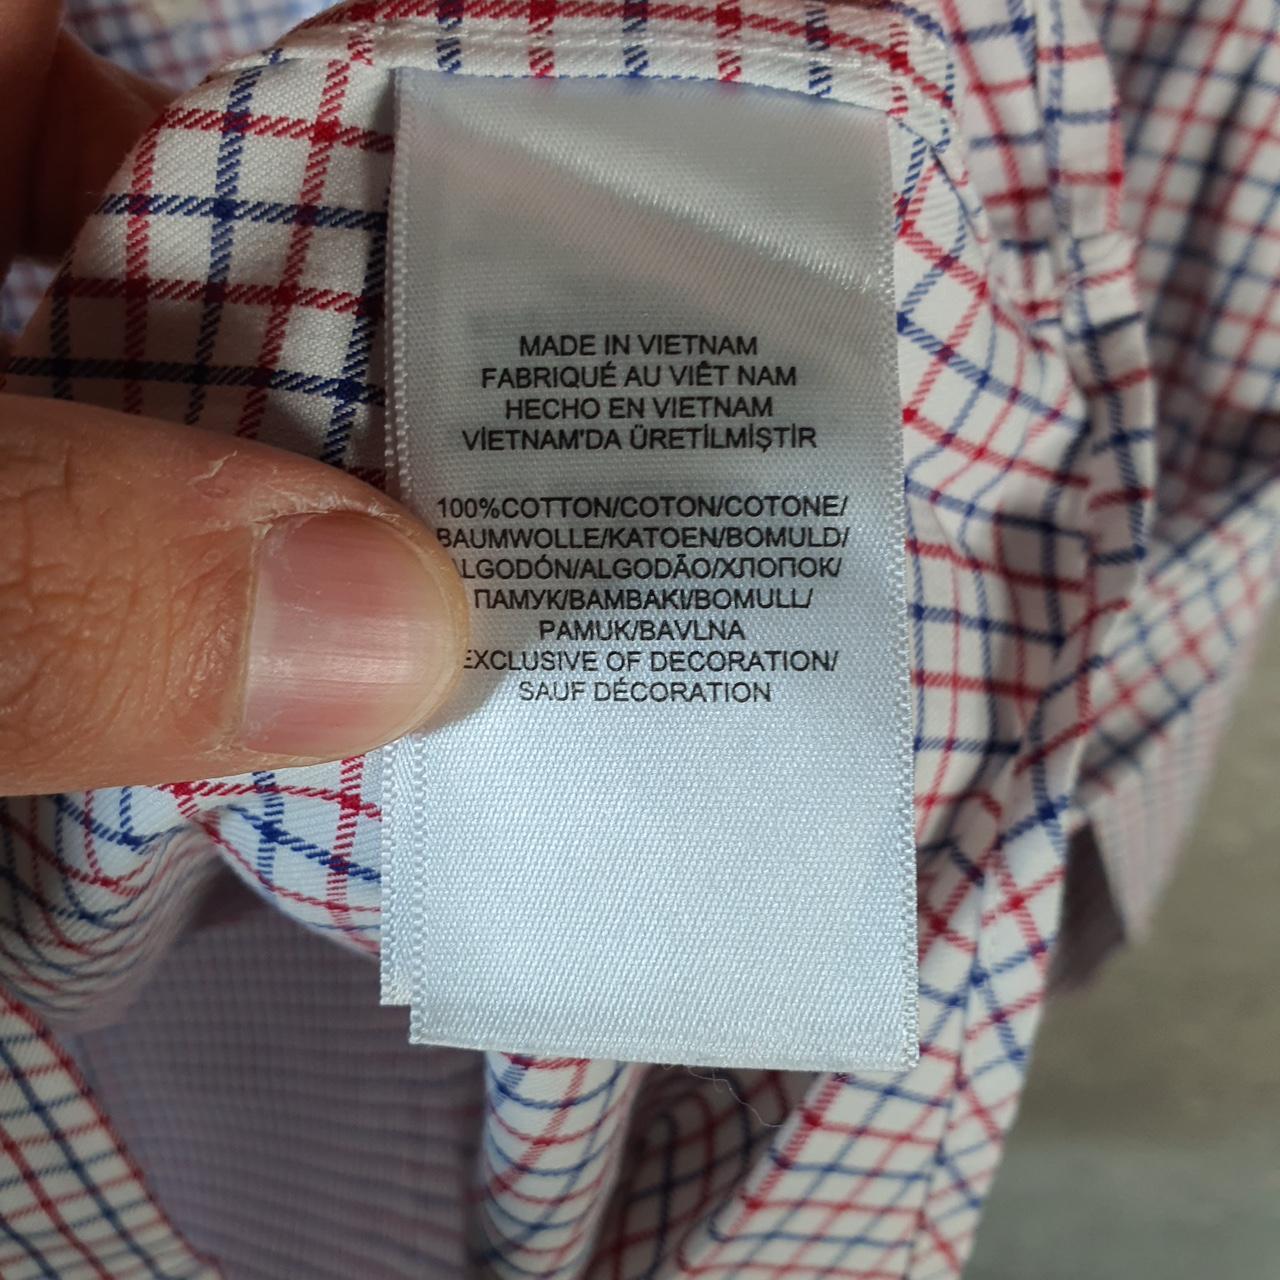 MADE IN VIETNAM
FABRIQUÉ AU VIÊT NAM
HECHO EN VIETNAM
VİETNAM'DA ÜRETİLMİŞTİR
100%COTTON/COTON/COTONE/
BAUMWOLLE/KATOEN/BOMULD/
ALGODÓN/ALGODÃO/ХЛОПОК/
ПАМУК/BAMBAKI/BOMULL/
PAMUK/BAVLNA
EXCLUSIVE OF DECORATION/
SAUF DÉCORATION